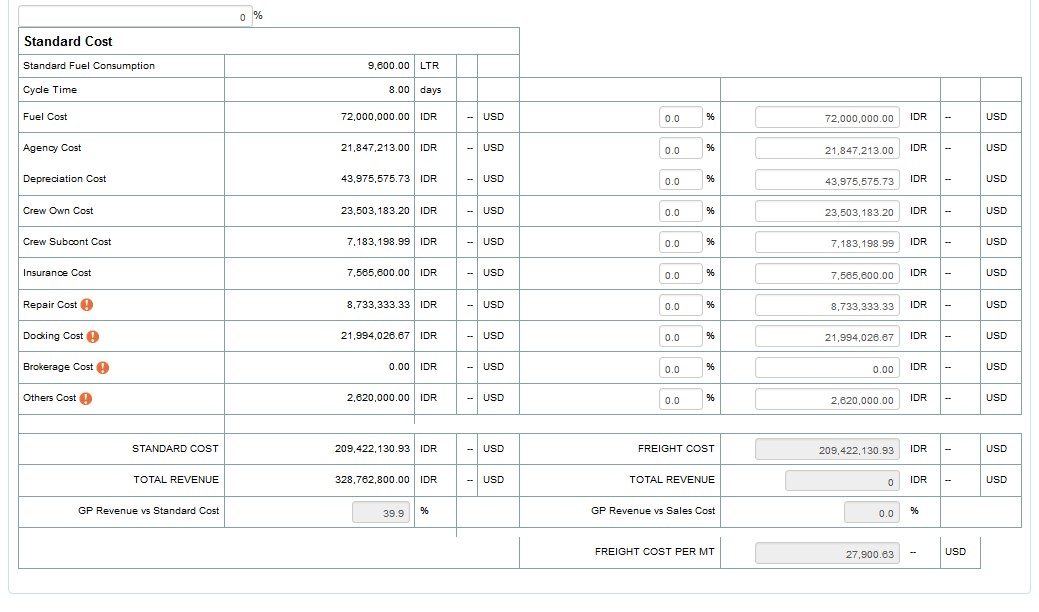 0 %
Standard Cost
Standard Fuel Consumption 9,600.00 LTR
Cycle Time 8.00 days
Fuel Cost 72,000,000.00 IDR -- USD 0.0 % 72,000,000.00 IDR -- USD
Agency Cost 21,847,213.00 IDR -- USD 0.0 % 21,847,213.00 IDR -- USD
Depreciation Cost 43,975,575.73 IDR -- USD 0.0 % 43,975,575.73 IDR -- USD
Crew Own Cost 23,503,183.20 IDR -- USD 0.0 % 23,503,183.20 IDR -- USD
Crew Subcont Cost 7,183,198.99 IDR -- USD 0.0 % 7,183,198.99 IDR -- USD
Insurance Cost 7,565,600.00 IDR -- USD 0.0 % 7,565,600.00 IDR -- USD
Repair Cost ! 8,733,333.33 IDR -- USD 0.0 % 8,733,333.33 IDR -- USD
Docking Cost ! 21,994,026.67 IDR -- USD 0.0 % 21,994,026.67 IDR -- USD
Brokerage Cost ! 0.00 IDR -- USD 0.0 % 0.00 IDR -- USD
Others Cost ! 2,620,000.00 IDR -- USD 0.0 % 2,620,000.00 IDR -- USD
STANDARD COST 209,422,130.93 IDR -- USD FREIGHT COST 209,422,130.93 IDR -- USD
TOTAL REVENUE 328,762,800.00 IDR -- USD TOTAL REVENUE 0 IDR -- USD
GP Revenue vs Standard Cost 39.9 % GP Revenue vs Sales Cost 0.0 %
FREIGHT COST PER MT 27,900.63 -- USD